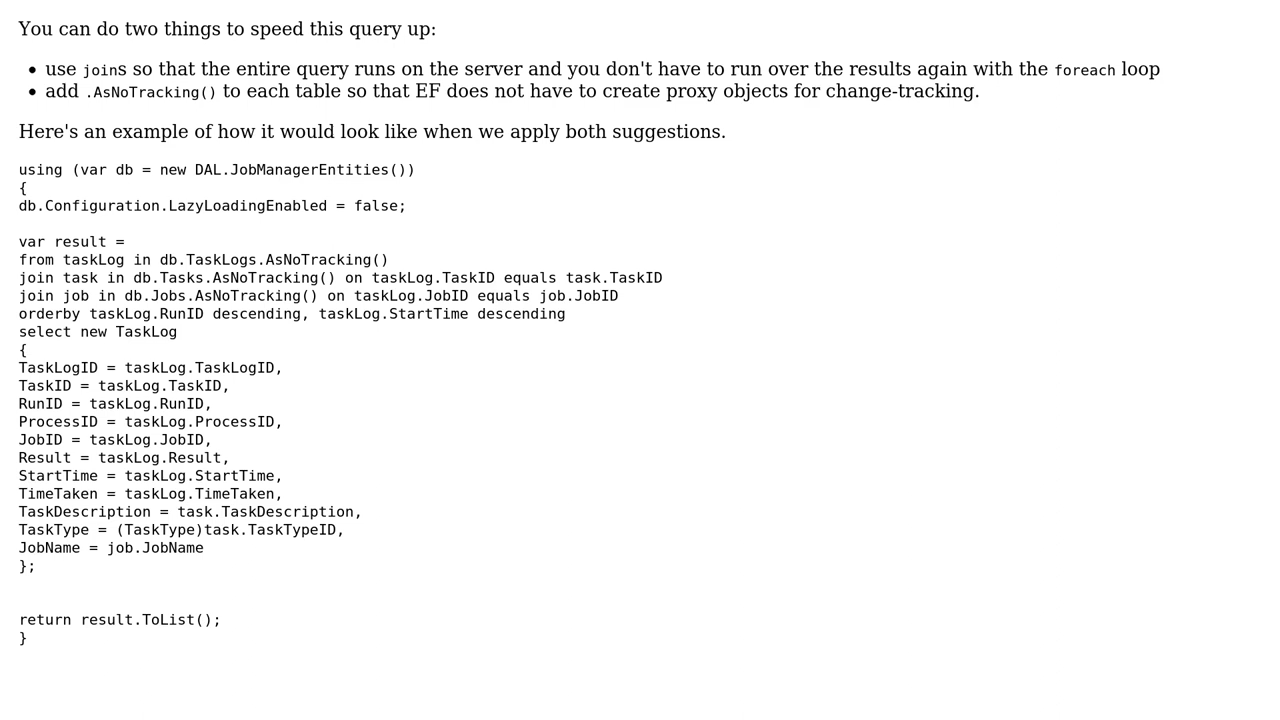 You can do two things to speed this query up:
use joins so that the entire query runs on the server and you don't have to run over the results again with the foreach loop
add .AsNoTracking() to each table so that EF does not have to create proxy objects for change-tracking.
Here's an example of how it would look like when we apply both suggestions.
using (var db = new DAL.JobManagerEntities())
{
db.Configuration.LazyLoadingEnabled = false;
var result =
from taskLog in db.TaskLogs.AsNoTracking()
join task in db.Tasks.AsNoTracking() on taskLog.TaskID equals task.TaskID
join job in db.Jobs.AsNoTracking() on taskLog.JobID equals job.JobID
orderby taskLog.RunID descending, taskLog.StartTime descending
select new TaskLog
{
TaskLogID = taskLog.TaskLogID,
TaskID = taskLog.TaskID,
RunID = taskLog.RunID,
ProcessID = taskLog.ProcessID,
JobID = taskLog.JobID,
Result = taskLog.Result,
StartTime = taskLog.StartTime,
TimeTaken = taskLog.TimeTaken,
TaskDescription = task.TaskDescription,
TaskType = (TaskType)task.TaskTypeID,
JobName = job.JobName
};
return result.ToList();
}